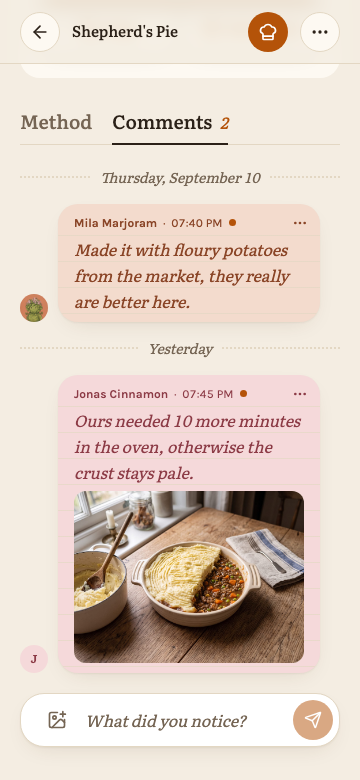 Shepherd's Pie
Method Comments 2
Thursday, September 10
Mila Marjoram · 07:40 PM
Made it with floury potatoes
from the market, they really
are better here.
Yesterday
Jonas Cinnamon · 07:45 PM
Ours needed 10 more minutes
in the oven, otherwise the
crust stays pale.
J
What did you notice?